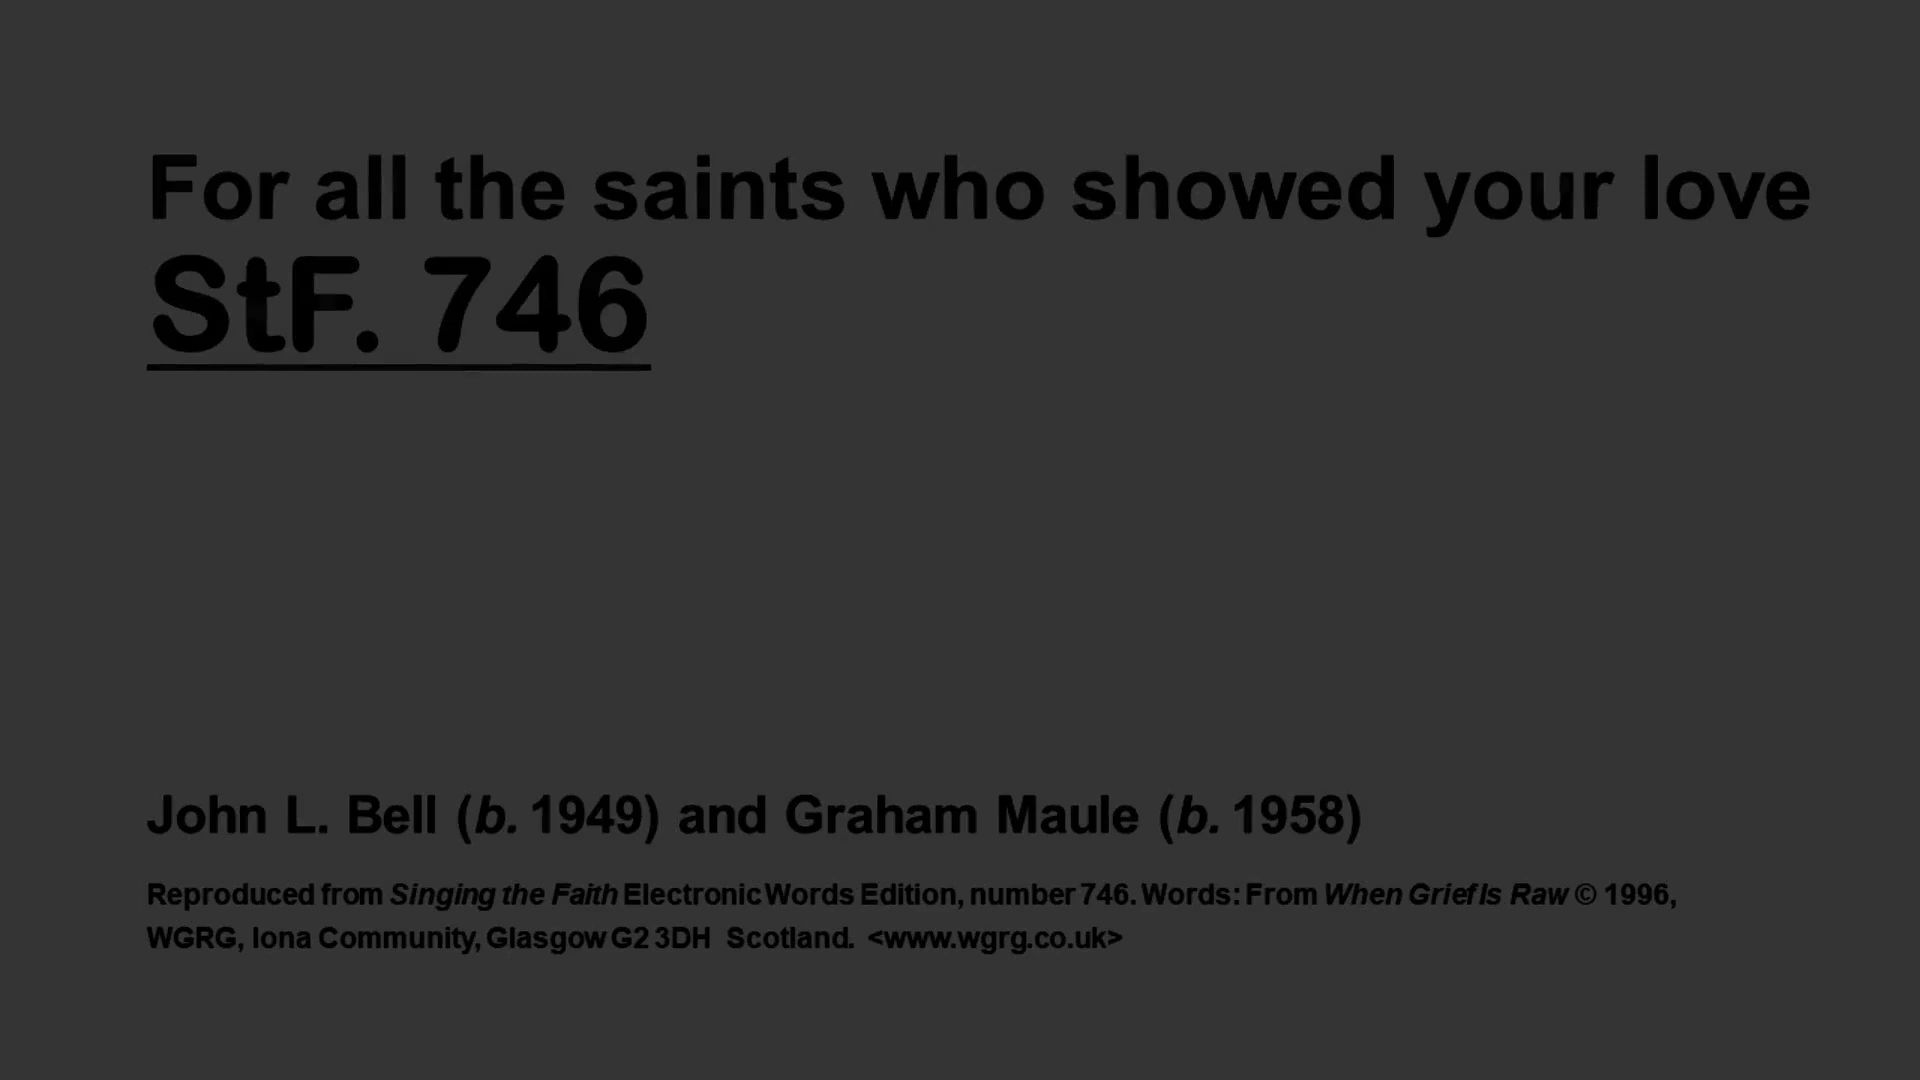 For all the saints who showed your love
StF. 746
John L. Bell (b. 1949) and Graham Maule (b. 1958)
Reproduced from Singing the Faith Electronic Words Edition, number 746. Words: From When Grief Is Raw © 1996,
WGRG, Iona Community, Glasgow G2 3DH Scotland. <www.wgrg.co.uk>